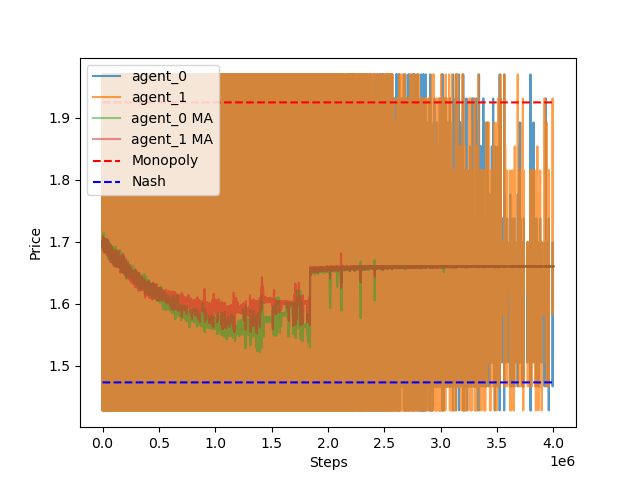 agent_0
agent_1
agent_0 MA
agent_1 MA
Monopoly
Nash
1.9
1.8
1.7
1.6
1.5
Price
0.0 0.5 1.0 1.5 2.0 2.5 3.0 3.5 4.0
1e6
Steps